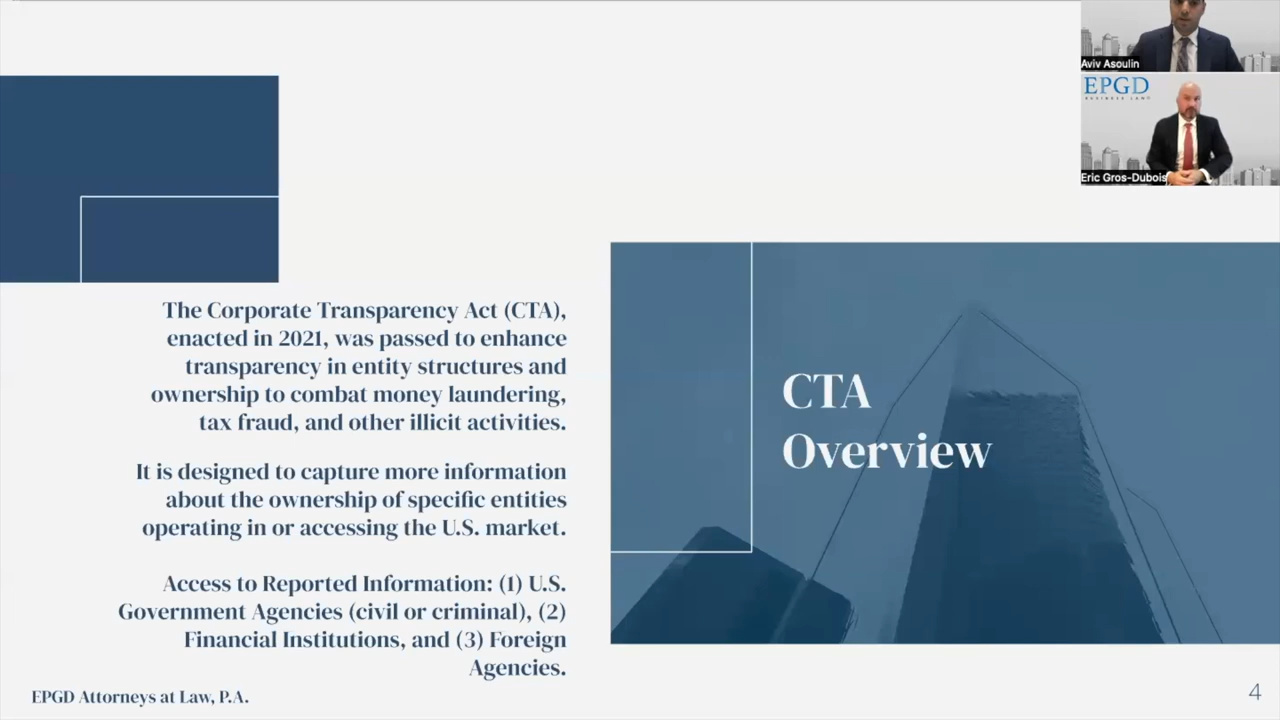 Aviv Asoulin
EPGD
BUSINESS LAW
Eric Gros-Dubois
The Corporate Transparency Act (CTA),
enacted in 2021, was passed to enhance
transparency in entity structures and
ownership to combat money laundering,
tax fraud, and other illicit activities.
It is designed to capture more information
about the ownership of specific entities
operating in or accessing the U.S. market.
Access to Reported Information: (1) U.S.
Government Agencies (civil or criminal), (2)
Financial Institutions, and (3) Foreign
Agencies.
CTA
Overview
EPGD Attorneys at Law, P.A.
4